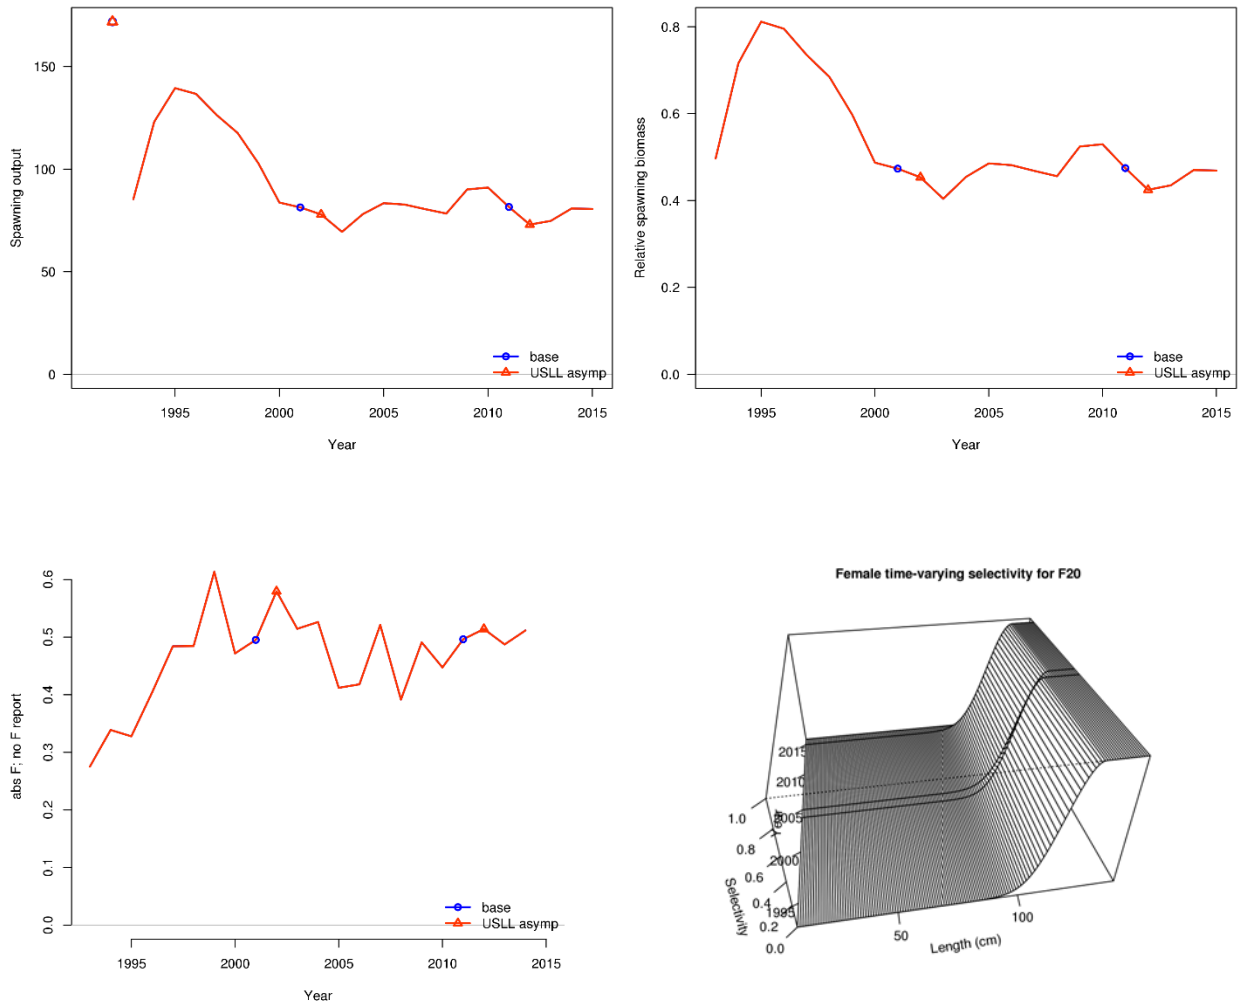 150
100
50
0
Spawning output
base
USLL asymp
1995
2000
2005
2010
2015
Year
0.8
0.6
0.4
0.2
0.0
Relative spawning biomass
base
USLL asymp
1995
2000
2005
2010
2015
Year
0.6
0.5
0.4
0.3
0.2
0.1
0.0
abs F; no F report
base
USLL asymp
1995
2000
2005
2010
2015
Year
Female time-varying selectivity for F20
2015
2010
2005
2000
1995
Year
1.0
0.8
0.6
0.4
0.2
0.0
Selectivity
50
100
Length (cm)